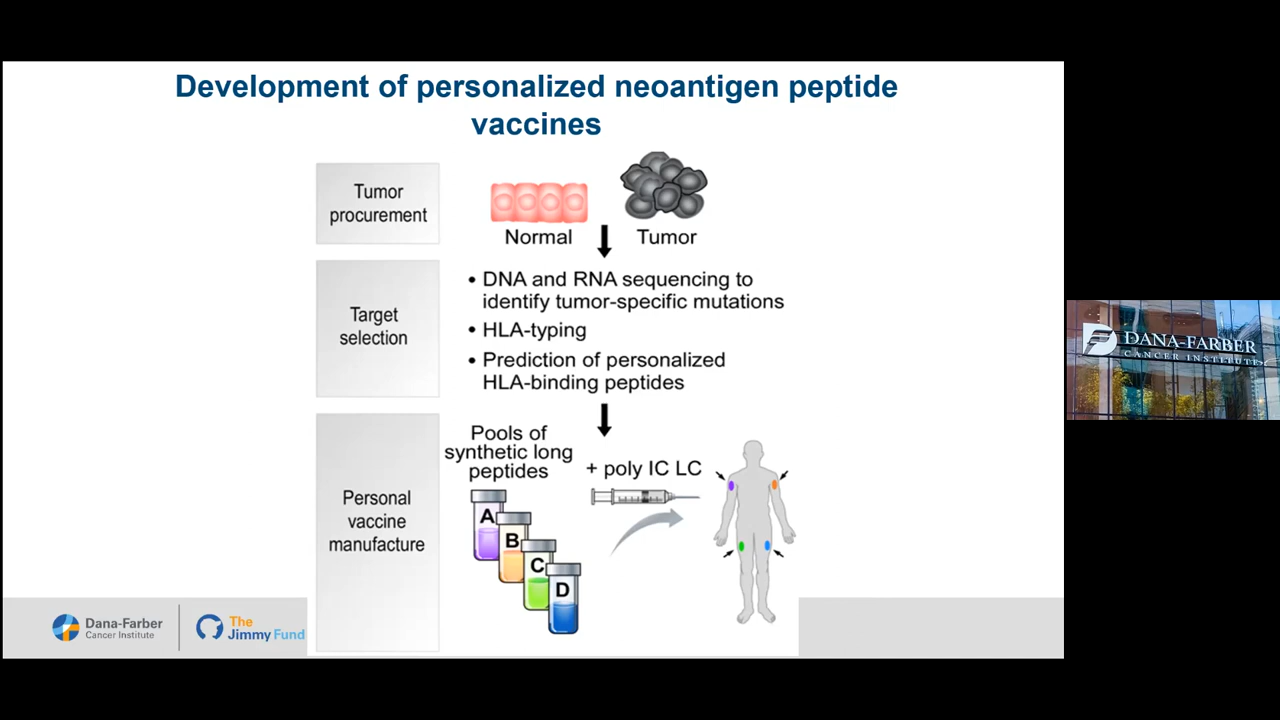 Development of personalized neoantigen peptide
vaccines
Tumor
procurement
Normal
Tumor
Target
selection
• DNA and RNA sequencing to
identify tumor-specific mutations
• HLA-typing
• Prediction of personalized
HLA-binding peptides
Personal
vaccine
manufacture
Pools of
synthetic long
peptides
+ poly IC LC
A
B
C
D
Dana-Farber
Cancer Institute
The
Jimmy Fund
DANA-FARBER
CANCER INSTITUTE